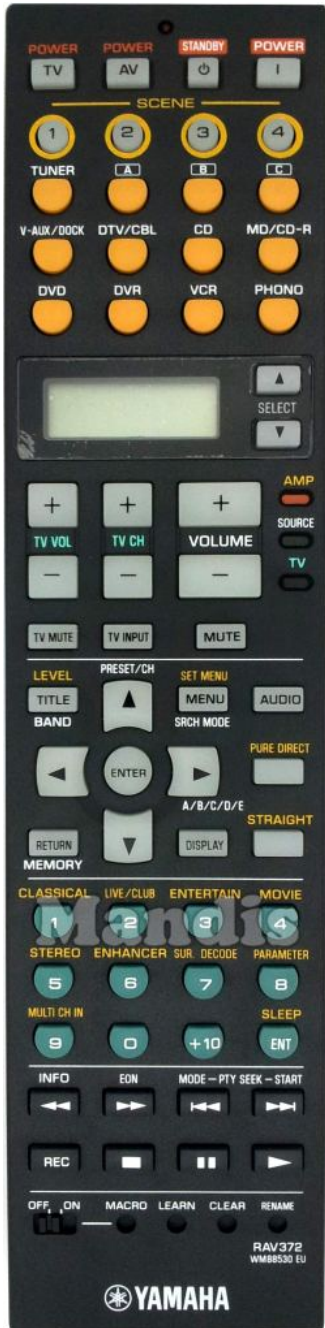 POWER POWER STANDBY POWER
TV AV I
SCENE
1 2 3 4
TUNER A B C
V-AUX/DOCK DTV/CBL CD MD/CD-R
DVD DVR VCR PHONO
SELECT
AMP
+ + +
SOURCE
TV VOL TV CH VOLUME
TV
− − −
TV MUTE TV INPUT MUTE
LEVEL PRESET/CH SET MENU
TITLE MENU AUDIO
BAND SRCH MODE
PURE DIRECT
ENTER
A/B/C/D/E
STRAIGHT
RETURN DISPLAY
MEMORY
CLASSICAL LIVE/CLUB ENTERTAIN MOVIE
1 2 3 4
Mandis
STEREO ENHANCER SUR. DECODE PARAMETER
5 6 7 8
MULTI CH IN SLEEP
9 0 +10 ENT
INFO EON MODE – PTY SEEK – START
REC
OFF ON MACRO LEARN CLEAR RENAME
RAV372
WM88530 EU
YAMAHA